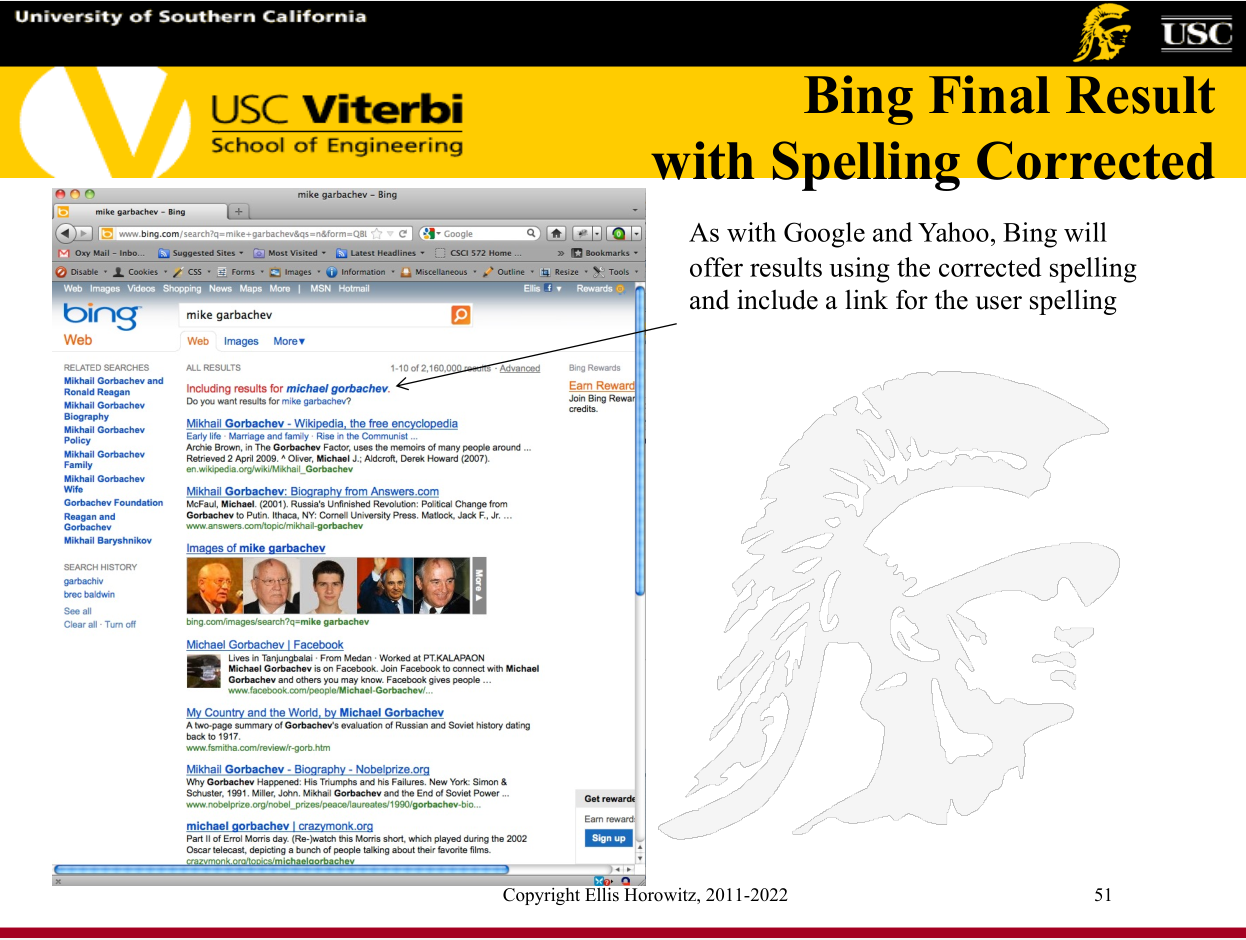 University of Southern California
USC
USC Viterbi
School of Engineering
Bing Final Result
with Spelling Corrected
mike garbachev – Bing
mike garbachev – Bing
www.bing.com/search?q=mike+garbachev&qs=n&form=QBL
Google
Oxy Mail – Inbo... Suggested Sites Most Visited Latest Headlines CSCI 572 Home ... » Bookmarks
Disable Cookies CSS Forms Images Information Miscellaneous Outline Resize Tools
Web Images Videos Shopping News Maps More | MSN Hotmail Ellis Rewards
bing
mike garbachev
Web
Web Images More
RELATED SEARCHES
Mikhail Gorbachev and
Ronald Reagan
Mikhail Gorbachev
Biography
Mikhail Gorbachev
Policy
Mikhail Gorbachev
Family
Mikhail Gorbachev
Wife
Gorbachev Foundation
Reagan and
Gorbachev
Mikhail Baryshnikov
SEARCH HISTORY
garbachiv
brec baldwin
See all
Clear all · Turn off
ALL RESULTS 1-10 of 2,160,000 results · Advanced
Including results for michael gorbachev.
Do you want results for mike garbachev?
Mikhail Gorbachev - Wikipedia, the free encyclopedia
Early life · Marriage and family · Rise in the Communist ...
Archie Brown, in The Gorbachev Factor, uses the memoirs of many people around ...
Retrieved 2 April 2009. ^ Oliver, Michael J.; Aldcroft, Derek Howard (2007).
en.wikipedia.org/wiki/Mikhail_Gorbachev
Mikhail Gorbachev: Biography from Answers.com
McFaul, Michael. (2001). Russia's Unfinished Revolution: Political Change from
Gorbachev to Putin. Ithaca, NY: Cornell University Press. Matlock, Jack F., Jr. …
www.answers.com/topic/mikhail-gorbachev
Images of mike garbachev
More
bing.com/images/search?q=mike garbachev
Michael Gorbachev | Facebook
Lives in Tanjungbalai · From Medan · Worked at PT.KALAPAON
Michael Gorbachev is on Facebook. Join Facebook to connect with Michael
Gorbachev and others you may know. Facebook gives people …
www.facebook.com/people/Michael-Gorbachev/...
My Country and the World, by Michael Gorbachev
A two-page summary of Gorbachev's evaluation of Russian and Soviet history dating
back to 1917.
www.fsmitha.com/review/r-gorb.htm
Mikhail Gorbachev - Biography - Nobelprize.org
Why Gorbachev Happened: His Triumphs and his Failures. New York: Simon &
Schuster, 1991. Miller, John. Mikhail Gorbachev and the End of Soviet Power ...
www.nobelprize.org/nobel_prizes/peace/laureates/1990/gorbachev-bio...
michael gorbachev | crazymonk.org
Part II of Errol Morris day. (Re-)watch this Morris short, which played during the 2002
Oscar telecast, depicting a bunch of people talking about their favorite films.
crazymonk.org/topics/michaelgorbachev
Bing Rewards
Earn Reward
Join Bing Rewar
credits.
Get rewarde
Earn reward
Sign up
As with Google and Yahoo, Bing will
offer results using the corrected spelling
and include a link for the user spelling
Copyright Ellis Horowitz, 2011-2022
51